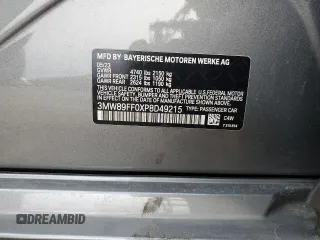 MFD BY BAYERISCHE MOTOREN WERKE AG
05/23
GVWR 4740 lbs 2150 kg
GAWR FRONT 2315 lbs 1050 kg
GAWR REAR 2624 lbs 1190 kg
THIS VEHICLE CONFORMS TO ALL APPLICABLE
FEDERAL MOTOR VEHICLE SAFETY, BUMPER,
AND THEFT PREVENTION STANDARDS IN EFFECT
ON THE DATE OF MANUFACTURE SHOWN ABOVE.
3MW89FF0XP8D49215 TYPE: PASSENGER CAR
C4W
DREAMBID